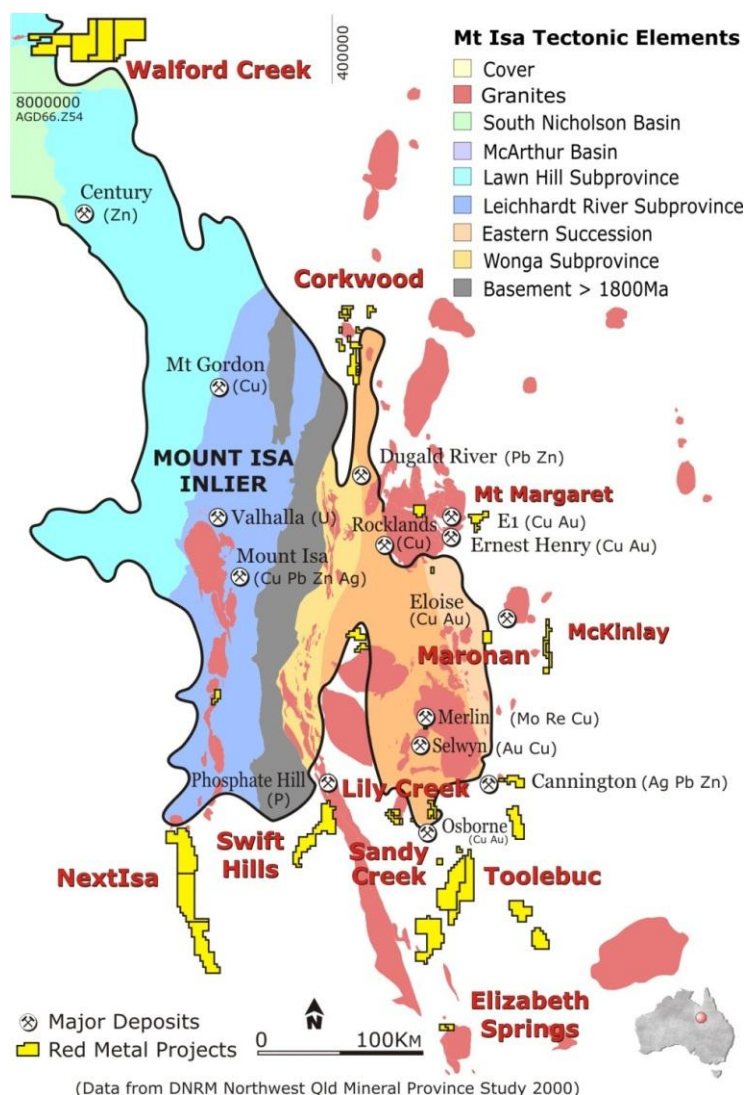 Mt Isa Tectonic Elements
Cover
Granites
South Nicholson Basin
McArthur Basin
Lawn Hill Subprovince
Leichhardt River Subprovince
Eastern Succession
Wonga Subprovince
Basement > 1800Ma
Walford Creek
400000
8000000
AGD66.Z54
Century
(Zn)
Corkwood
Mt Gordon
(Cu)
MOUNT ISA
INLIER
Dugald River (Pb Zn)
Mt Margaret
Valhalla (U)
Rocklands
(Cu)
E1 (Cu Au)
Ernest Henry (Cu Au)
Mount Isa
(Cu Pb Zn Ag)
Eloise
(Cu Au)
McKinlay
Maronan
Merlin (Mo Re Cu)
Selwyn (Au Cu)
Phosphate Hill
(P)
Lily Creek
Cannington (Ag Pb Zn)
Swift
Hills
Sandy
Creek
Osborne
(Cu Au)
NextIsa
Toolebuc
Elizabeth
Springs
Major Deposits
Red Metal Projects
N
0 100KM
(Data from DNRM Northwest Qld Mineral Province Study 2000)